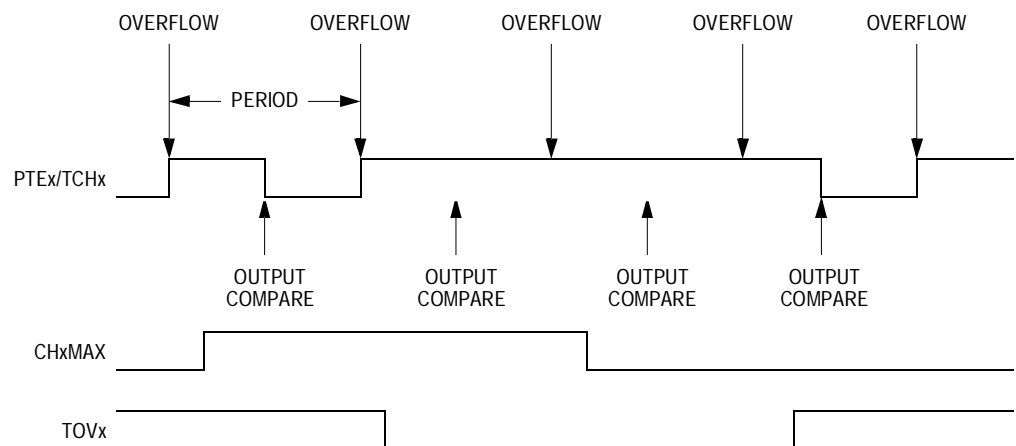 OVERFLOW OVERFLOW OVERFLOW OVERFLOW OVERFLOW
PERIOD
PTEx/TCHx
OUTPUT OUTPUT OUTPUT OUTPUT
COMPARE COMPARE COMPARE COMPARE
CHxMAX
TOVx